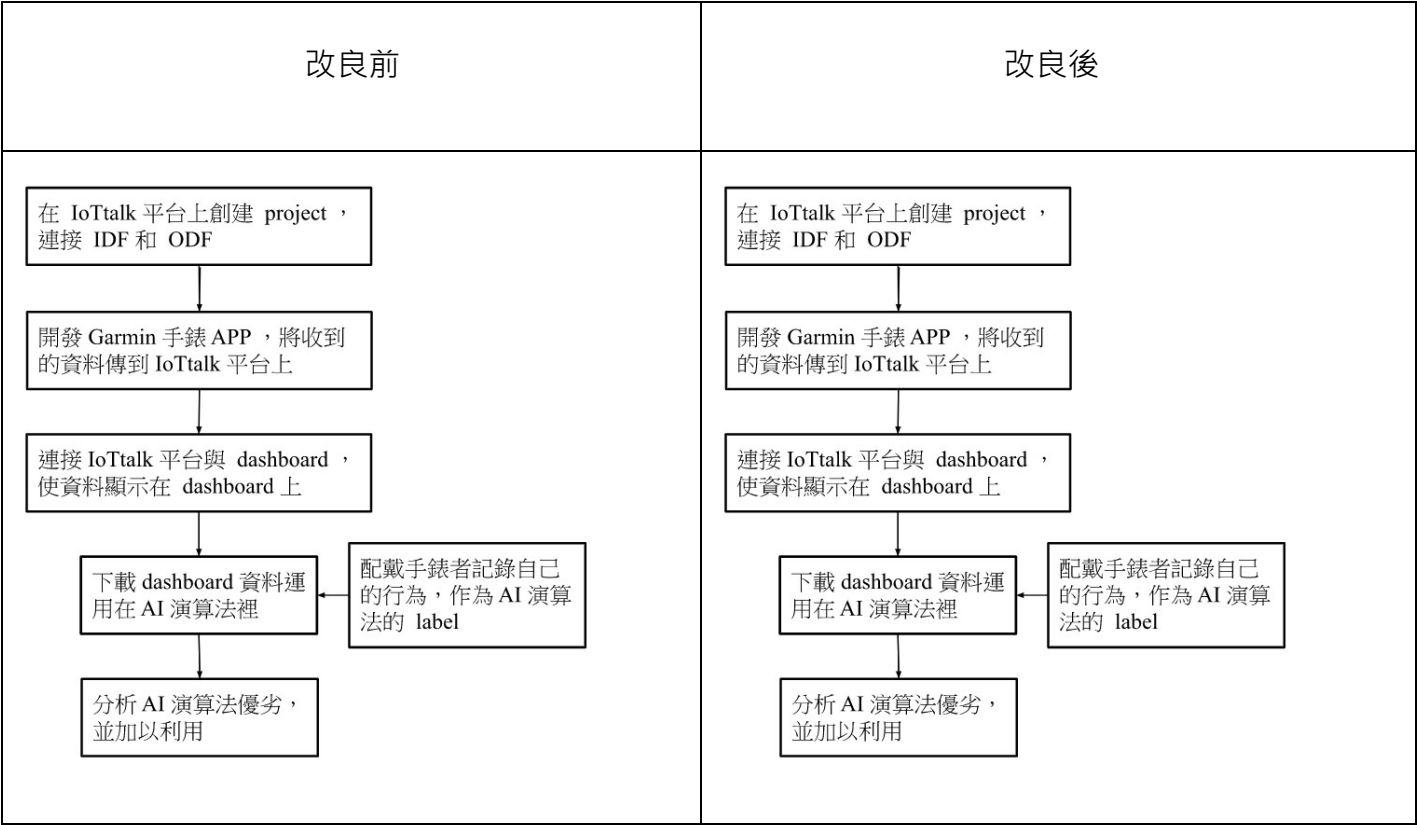 改良前
改良後
在 IoTtalk 平台上創建 project，
連接 IDF 和 ODF
開發 Garmin 手錶 APP，將收到
的資料傳到 IoTtalk 平台上
連接 IoTtalk 平台與 dashboard，
使資料顯示在 dashboard 上
下載 dashboard 資料運
用在 AI 演算法裡
配戴手錶者記錄自己
的行為，作為 AI 演算
法的 label
分析 AI 演算法優劣，
並加以利用
在 IoTtalk 平台上創建 project，
連接 IDF 和 ODF
開發 Garmin 手錶 APP，將收到
的資料傳到 IoTtalk 平台上
連接 IoTtalk 平台與 dashboard，
使資料顯示在 dashboard 上
下載 dashboard 資料運
用在 AI 演算法裡
配戴手錶者記錄自己
的行為，作為 AI 演算
法的 label
分析 AI 演算法優劣，
並加以利用